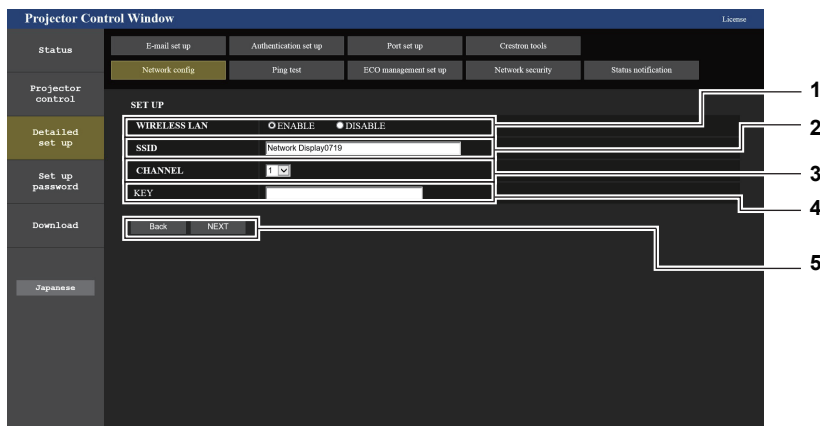 Projector Control Window
License
Status
Projector
control
Detailed
set up
Set up
password
Download
Japanese
E-mail set up
Authentication set up
Port set up
Crestron tools
Network config
Ping test
ECO management set up
Network security
Status notification
SET UP
WIRELESS LAN ENABLE DISABLE
SSID Network Display0719
CHANNEL 1
KEY
Back NEXT
1
2
3
4
5